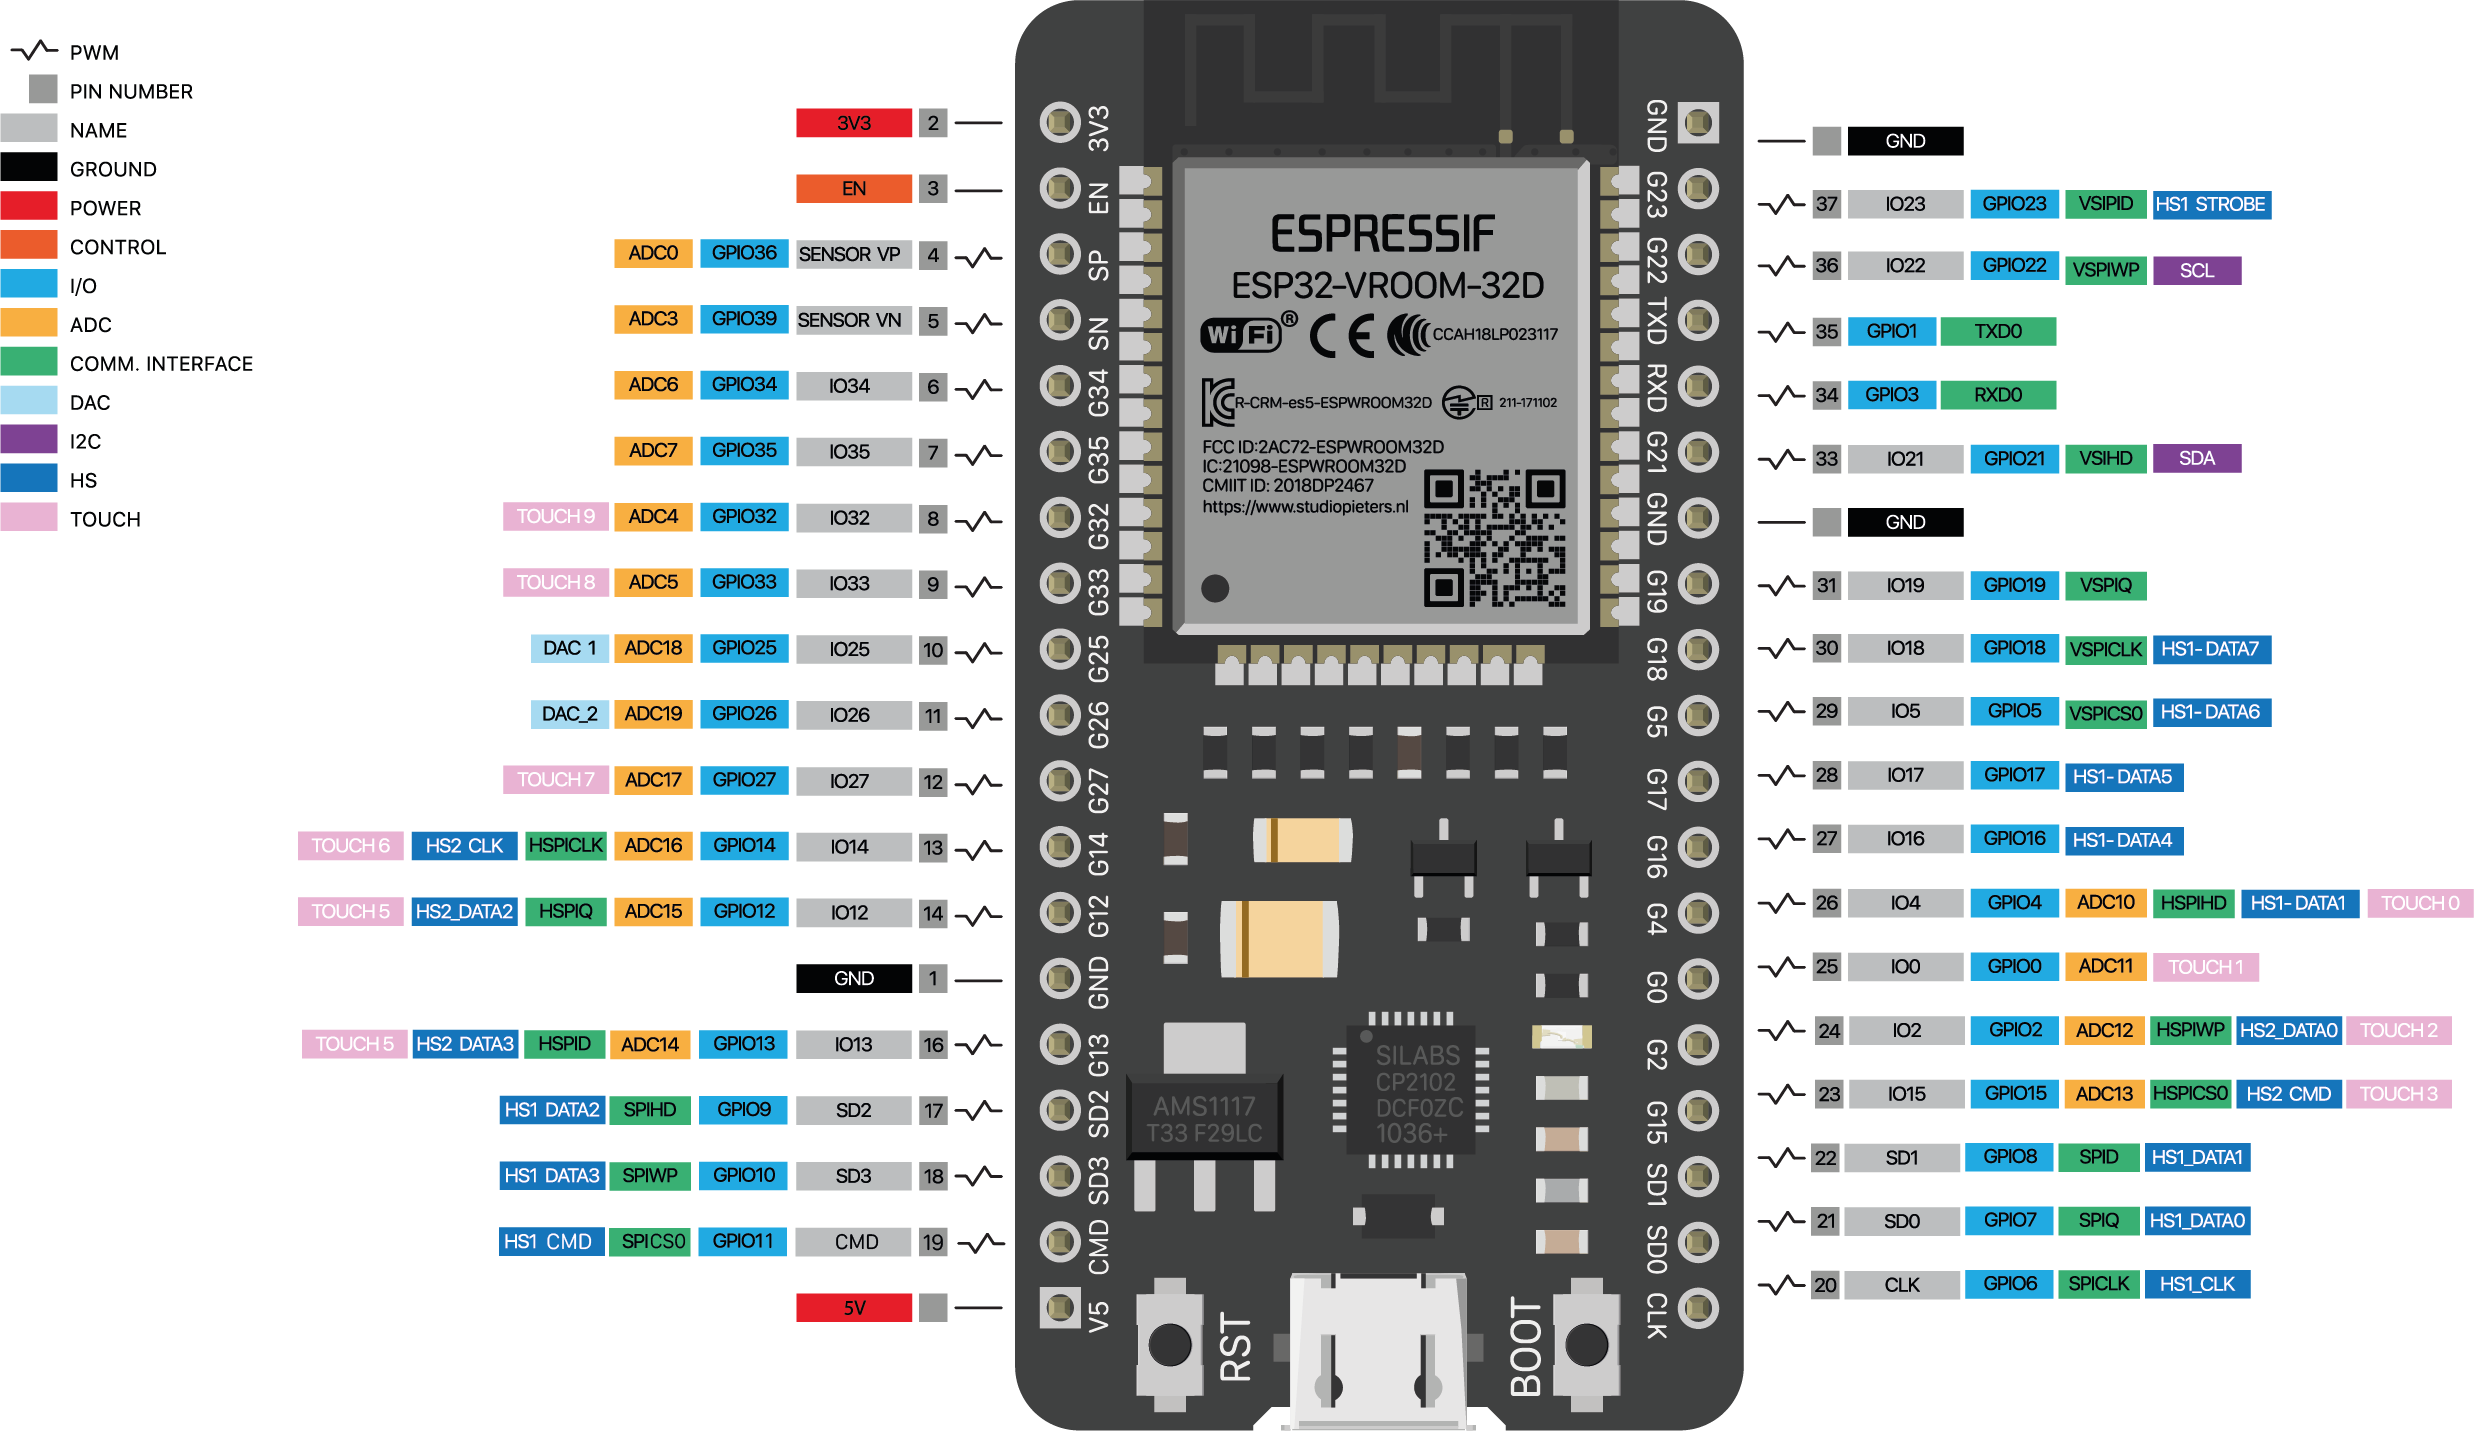 PWM
PIN NUMBER
NAME
GROUND
POWER
CONTROL
I/O
ADC
COMM. INTERFACE
DAC
I2C
HS
TOUCH
3V3 2
EN 3
ADC0 GPIO36 SENSOR VP 4
ADC3 GPIO39 SENSOR VN 5
ADC6 GPIO34 IO34 6
ADC7 GPIO35 IO35 7
TOUCH 9 ADC4 GPIO32 IO32 8
TOUCH 8 ADC5 GPIO33 IO33 9
DAC 1 ADC18 GPIO25 IO25 10
DAC_2 ADC19 GPIO26 IO26 11
TOUCH 7 ADC17 GPIO27 IO27 12
TOUCH 6 HS2 CLK HSPICLK ADC16 GPIO14 IO14 13
TOUCH 5 HS2_DATA2 HSPIQ ADC15 GPIO12 IO12 14
GND 1
TOUCH 5 HS2 DATA3 HSPID ADC14 GPIO13 IO13 16
HS1 DATA2 SPIHD GPIO9 SD2 17
HS1 DATA3 SPIWP GPIO10 SD3 18
HS1 CMD SPICS0 GPIO11 CMD 19
5V
3V3
EN
SP
SN
G34
G35
G32
G33
G25
G26
G27
G14
G12
GND
G13
SD2
SD3
CMD
V5
ESPRESSIF
ESP32-VROOM-32D
WiFi ® CE CCAH18LP023117
R-CRM-es5-ESPWROOM32D R 211-171102
FCC ID:2AC72-ESPWROOM32D
IC:21098-ESPWROOM32D
CMIIT ID: 2018DP2467
https://www.studiopieters.nl
AMS1117
T33 F29LC
SILABS
CP2102
DCF0ZC
1036+
RST
BOOT
GND
G23
G22
TXD
RXD
G21
GND
G19
G18
G5
G17
G16
G4
G0
G2
G15
SD1
SD0
CLK
GND
37 IO23 GPIO23 VSIPID HS1 STROBE
36 IO22 GPIO22 VSPIWP SCL
35 GPIO1 TXD0
34 GPIO3 RXD0
33 IO21 GPIO21 VSIHD SDA
GND
31 IO19 GPIO19 VSPIQ
30 IO18 GPIO18 VSPICLK HS1-DATA7
29 IO5 GPIO5 VSPICS0 HS1-DATA6
28 IO17 GPIO17 HS1-DATA5
27 IO16 GPIO16 HS1-DATA4
26 IO4 GPIO4 ADC10 HSPIHD HS1-DATA1 TOUCH 0
25 IO0 GPIO0 ADC11 TOUCH 1
24 IO2 GPIO2 ADC12 HSPIWP HS2_DATA0 TOUCH 2
23 IO15 GPIO15 ADC13 HSPICS0 HS2 CMD TOUCH 3
22 SD1 GPIO8 SPID HS1_DATA1
21 SD0 GPIO7 SPIQ HS1_DATA0
20 CLK GPIO6 SPICLK HS1_CLK